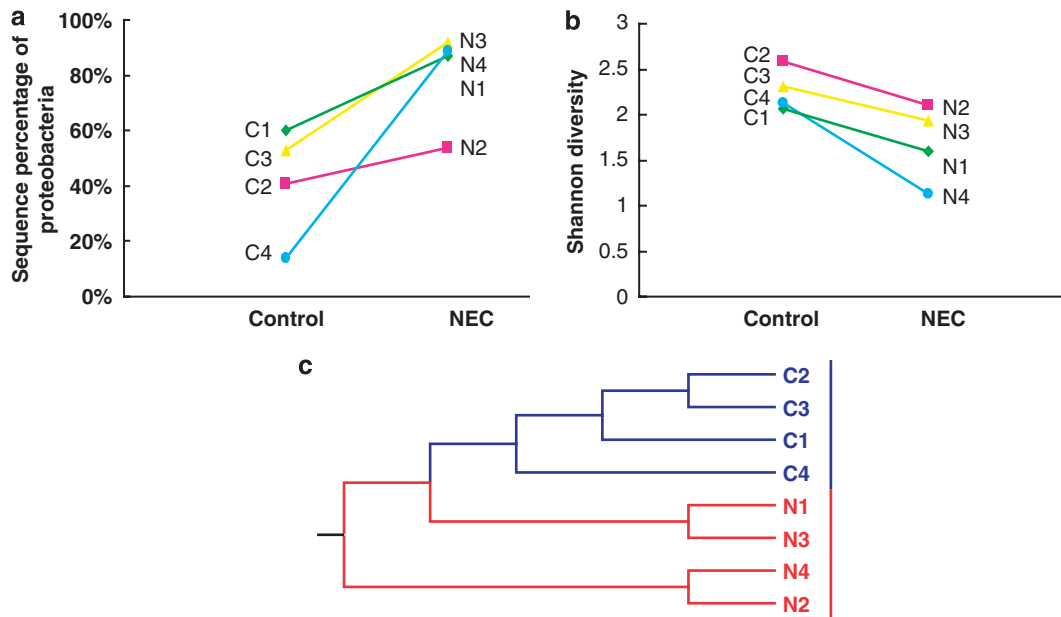 a
Sequence percentage of
proteobacteria
100%
80%
60%
40%
20%
0%
C1
C3
C2
C4
N3
N4
N1
N2
Control
NEC
b
Shannon diversity
3
2.5
2
1.5
1
0.5
0
C2
C3
C4
C1
N2
N3
N1
N4
Control
NEC
c
C2
C3
C1
C4
N1
N3
N4
N2